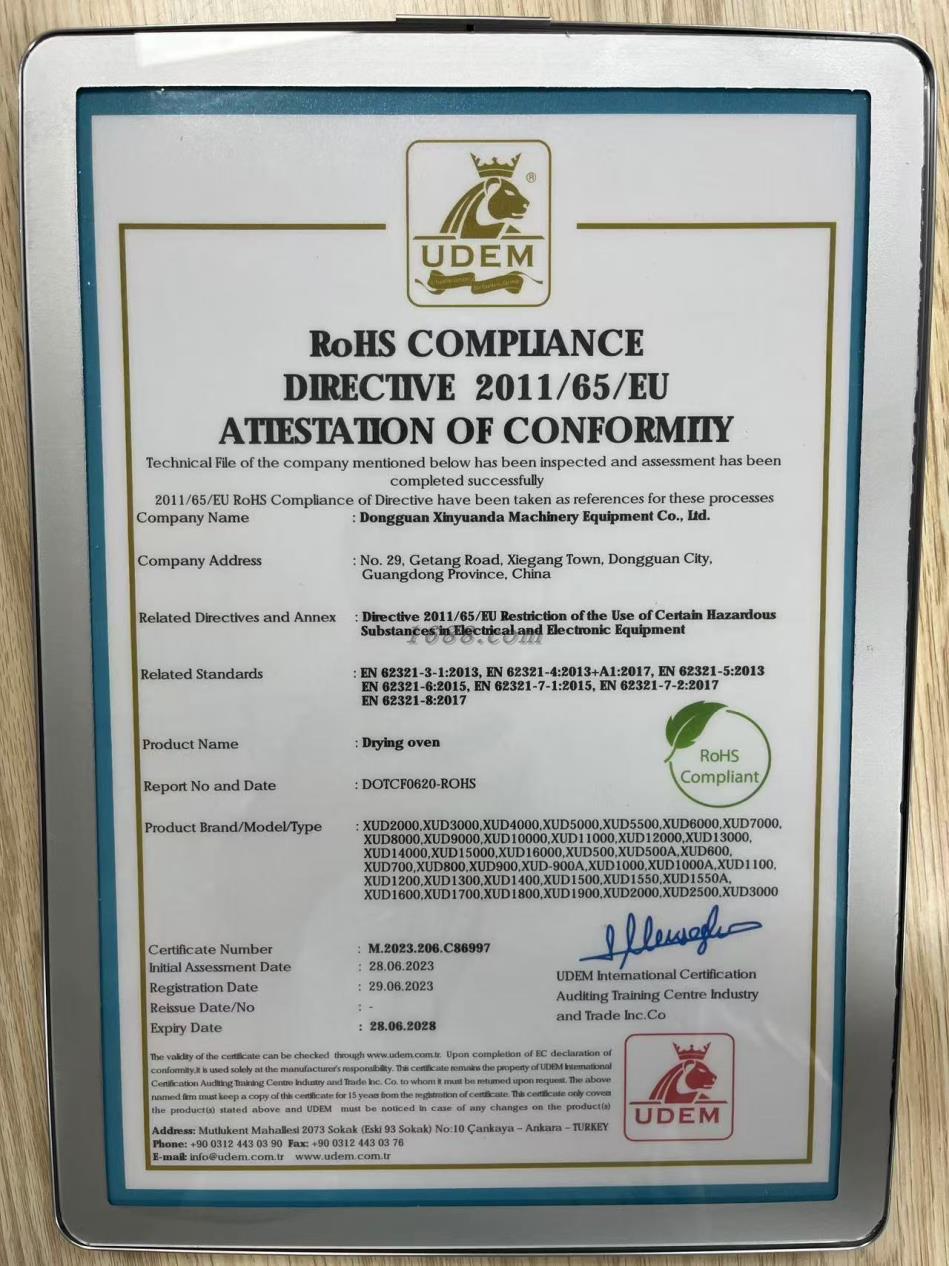 ®
UDEM
RoHS COMPLIANCE
DIRECTIVE 2011/65/EU
ATTESTATION OF CONFORMITY
Technical File of the company mentioned below has been inspected and assessment has been
completed successfully
2011/65/EU RoHS Compliance of Directive have been taken as references for these processes
Company Name : Dongguan Xinyuanda Machinery Equipment Co., Ltd.
Company Address : No. 29, Getang Road, Xiegang Town, Dongguan City,
Guangdong Province, China
Related Directives and Annex : Directive 2011/65/EU Restriction of the Use of Certain Hazardous
Substances in Electrical and Electronic Equipment
1688.com
Related Standards : EN 62321-3-1:2013, EN 62321-4:2013+A1:2017, EN 62321-5:2013
EN 62321-6:2015, EN 62321-7-1:2015, EN 62321-7-2:2017
EN 62321-8:2017
RoHS
Compliant
Product Name : Drying oven
Report No and Date : DOTCF0620-ROHS
Product Brand/Model/Type : XUD2000,XUD3000,XUD4000,XUD5000,XUD5500,XUD6000,XUD7000,
XUD8000,XUD9000,XUD10000,XUD11000,XUD12000,XUD13000,
XUD14000,XUD15000,XUD16000,XUD500,XUD500A,XUD600,
XUD700,XUD800,XUD900,XUD-900A,XUD1000,XUD1000A,XUD1100,
XUD1200,XUD1300,XUD1400,XUD1500,XUD1550,XUD1550A,
XUD1600,XUD1700,XUD1800,XUD1900,XUD2000,XUD2500,XUD3000
Certificate Number : M.2023.206.C86997
Initial Assessment Date : 28.06.2023
Registration Date : 29.06.2023
Reissue Date/No : -
Expiry Date : 28.06.2028
UDEM International Certification
Auditing Training Centre Industry
and Trade Inc.Co
The validity of the certificate can be checked through www.udem.com.tr. Upon completion of EC declaration of
conformity,it is used solely at the manufacturer's responsibility. This certificate remains the property of UDEM International
Certification Auditing Training Centre Industry and Trade Inc. Co. to whom it must be returned upon request. The above
named firm must keep a copy of this certificate for 15 years from the registration of certificate. This certificate only covers
the product(s) stated above and UDEM must be noticed in case of any changes on the product(s)
Address: Mutlukent Mahallesi 2073 Sokak (Eski 93 Sokak) No:10 Çankaya – Ankara – TURKEY
Phone: +90 0312 443 03 90 Fax: +90 0312 443 03 76
E-mail: info@udem.com.tr www.udem.com.tr
UDEM